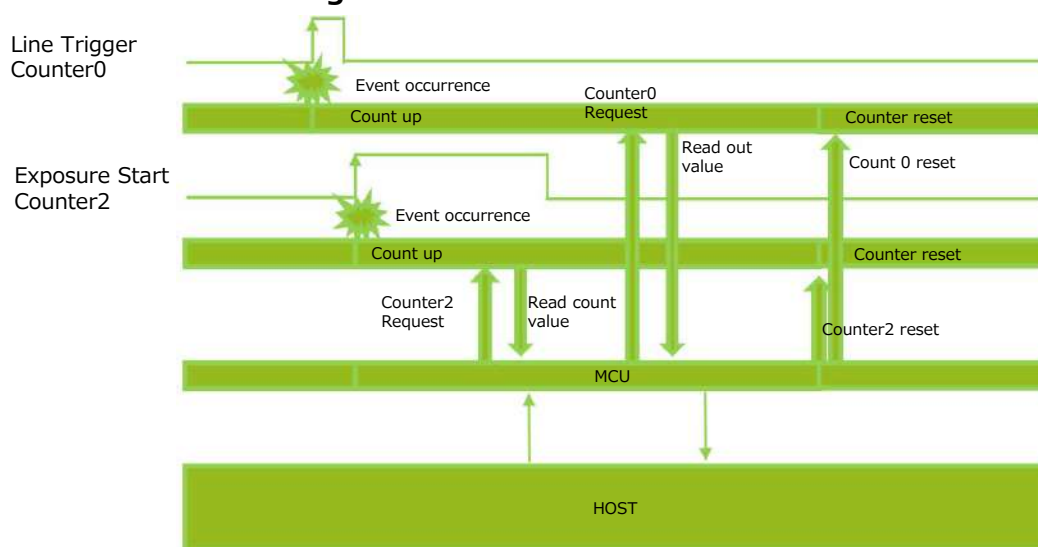 Line Trigger
Counter0
Event occurrence
Counter0
Request
Count up
Counter reset
Read out
value
Count 0 reset
Exposure Start
Counter2
Event occurrence
Count up
Counter reset
Counter2
Request
Read count
value
Counter2 reset
MCU
HOST